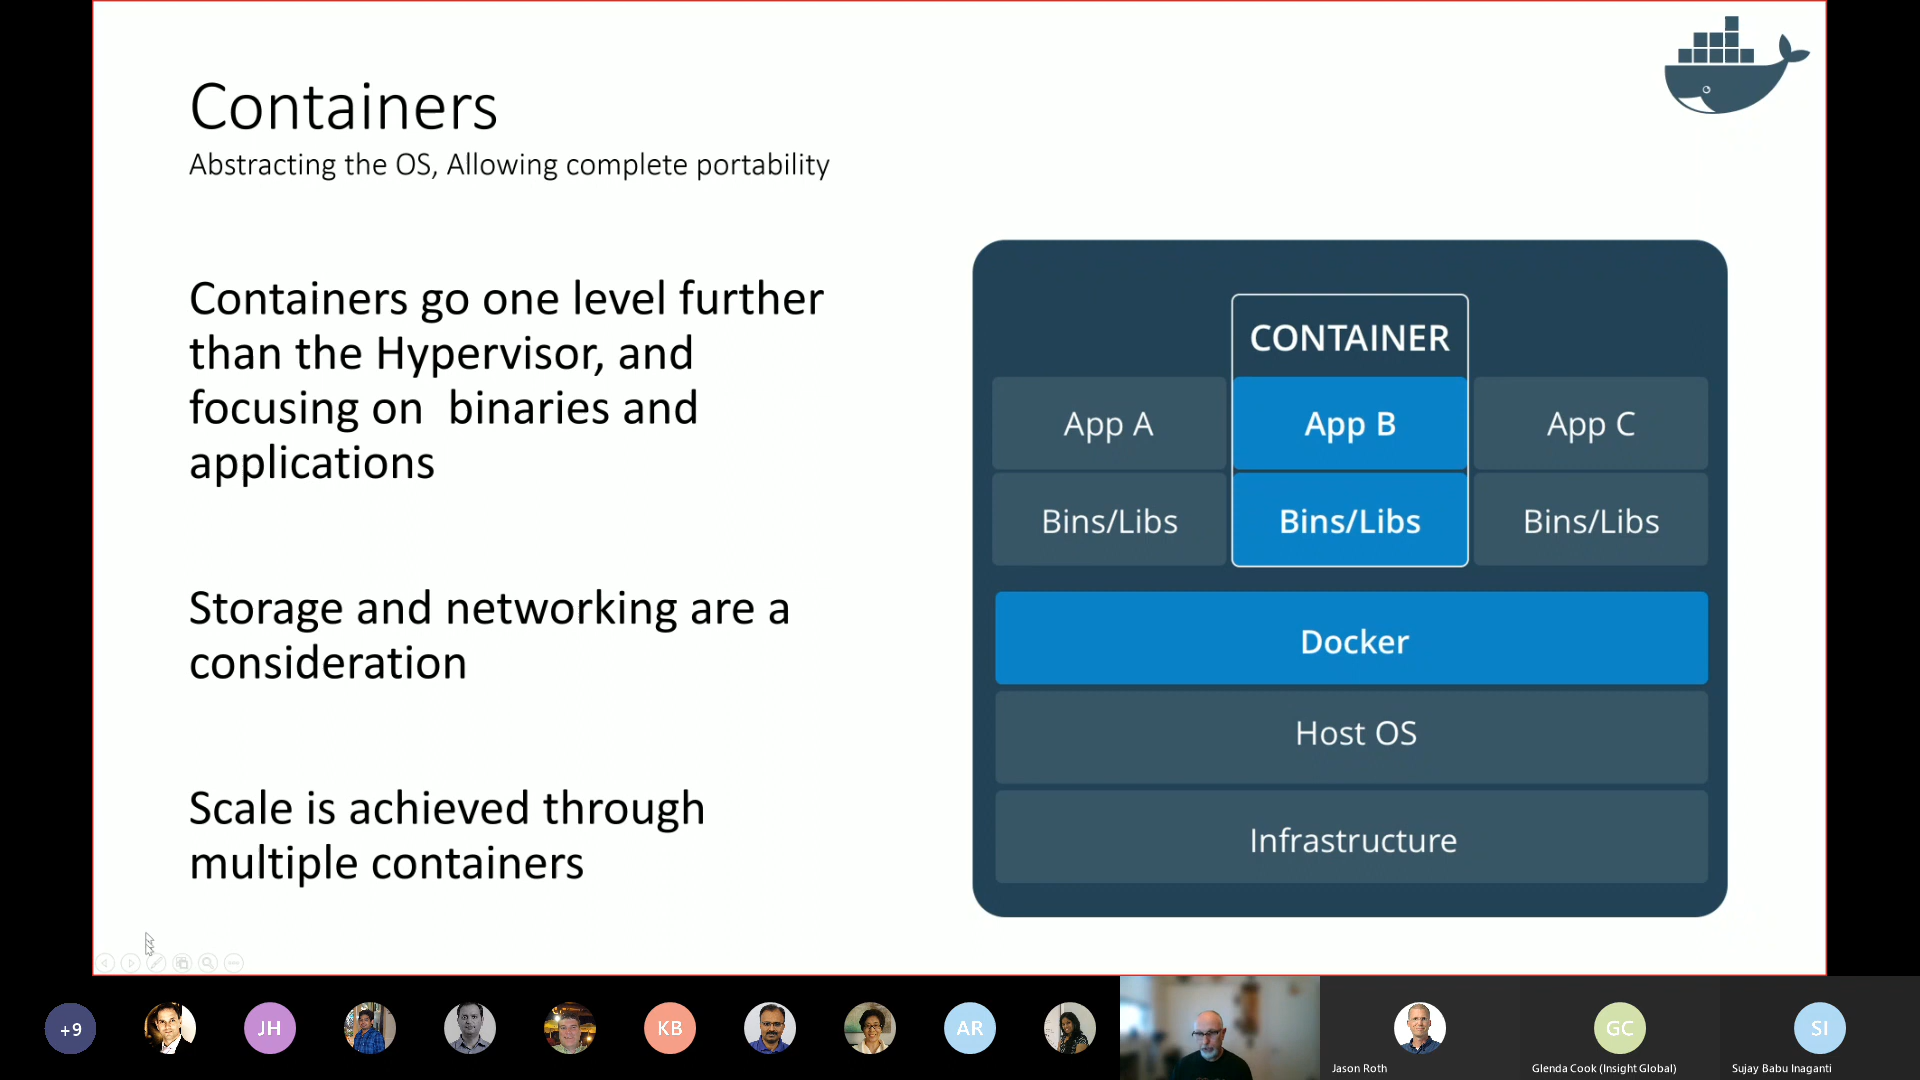 Containers
Abstracting the OS, Allowing complete portability
Containers go one level further
than the Hypervisor, and
focusing on  binaries and
applications
Storage and networking are a
consideration
Scale is achieved through
multiple containers
CONTAINER
App A
App B
App C
Bins/Libs
Bins/Libs
Bins/Libs
Docker
Host OS
Infrastructure
+9
JH
KB
AR
Jason Roth
GC
Glenda Cook (Insight Global)
SI
Sujay Babu Inaganti